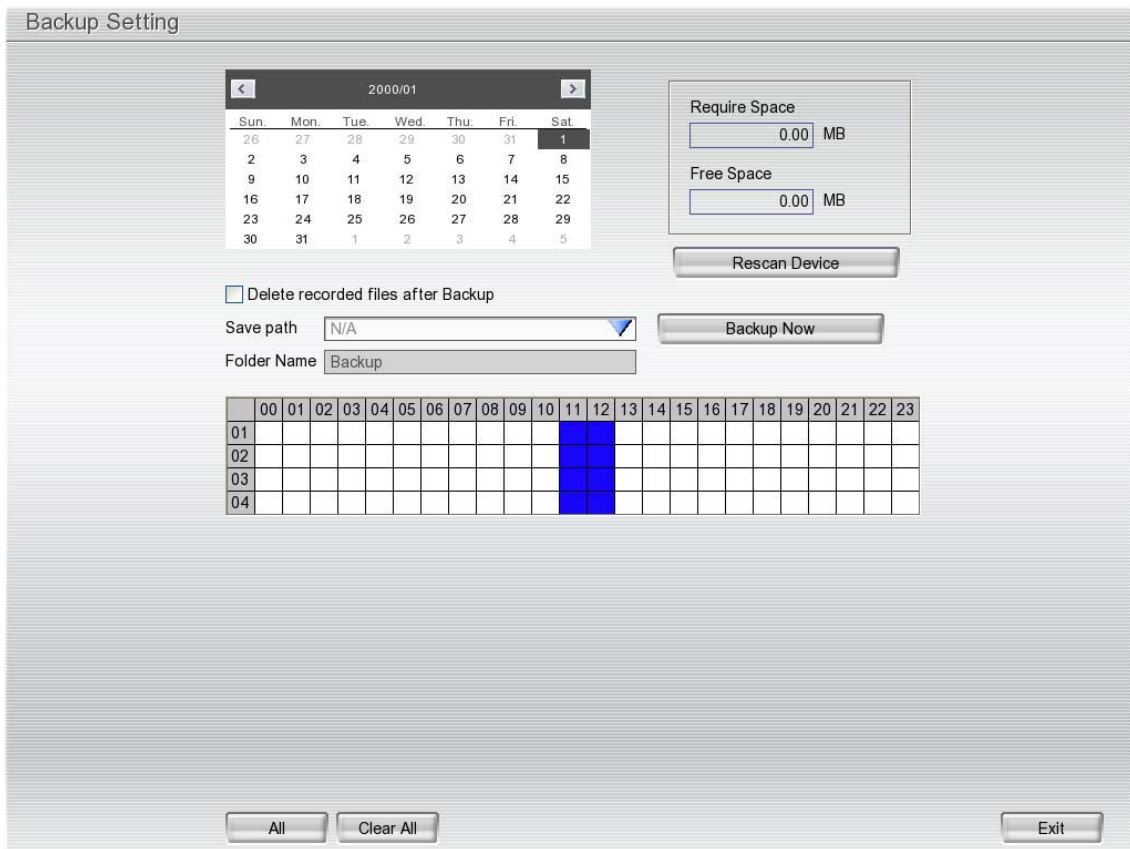 Backup Setting
< 2000/01 >
Sun. Mon. Tue. Wed. Thu. Fri. Sat.
26 27 28 29 30 31 1
2 3 4 5 6 7 8
9 10 11 12 13 14 15
16 17 18 19 20 21 22
23 24 25 26 27 28 29
30 31 1 2 3 4 5
Require Space
0.00 MB
Free Space
0.00 MB
Rescan Device
Delete recorded files after Backup
Save path N/A
Backup Now
Folder Name Backup
00 01 02 03 04 05 06 07 08 09 10 11 12 13 14 15 16 17 18 19 20 21 22 23
01
02
03
04
All Clear All Exit